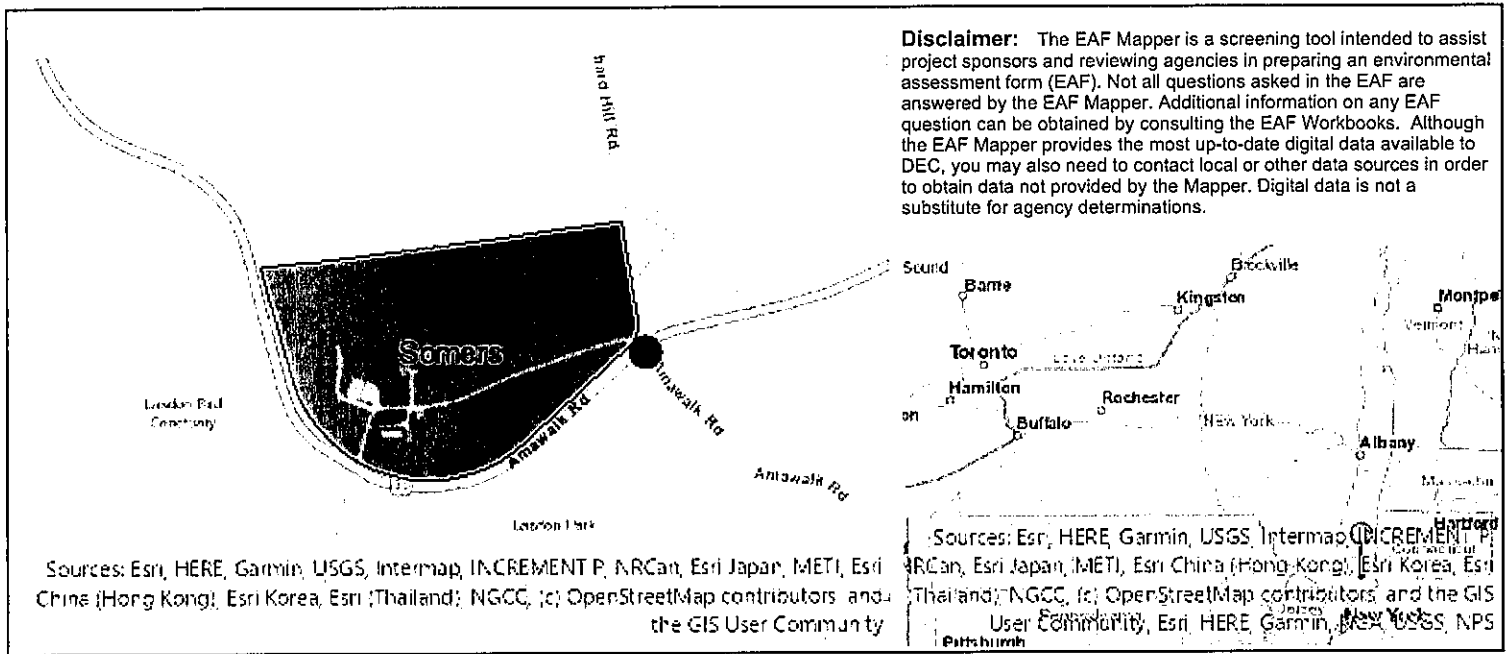 Disclaimer: The EAF Mapper is a screening tool intended to assist
project sponsors and reviewing agencies in preparing an environmental
assessment form (EAF). Not all questions asked in the EAF are
answered by the EAF Mapper. Additional information on any EAF
question can be obtained by consulting the EAF Workbooks. Although
the EAF Mapper provides the most up-to-date digital data available to
DEC, you may also need to contact local or other data sources in order
to obtain data not provided by the Mapper. Digital data is not a
substitute for agency determinations.
hard Hill Rd
Somers
Amawalk Rd
mawalk Rd
Amawalk Rd
Sources: Esri, HERE, Garmin, USGS, Intermap, INCREMENT P, NRCan, Esri Japan, METI, Esri
China (Hong Kong), Esri Korea, Esri (Thailand), NGCC, (c) OpenStreetMap contributors and
the GIS User Community
Sound
Barrie
Brockville
Kingston
Montpe
Vermont
Toronto
Hamilton
Rochester
on
Buffalo
NEW YORK
Albany
Hartford
Sources: Esri, HERE, Garmin, USGS, Intermap, INCREMENT P,
NRCan, Esri Japan, METI, Esri China (Hong Kong), Esri Korea, Esri
(Thailand), NGCC, (c) OpenStreetMap contributors, and the GIS
User Community, Esri, HERE, Garmin, USGS, NPS
New York
Pittsburgh